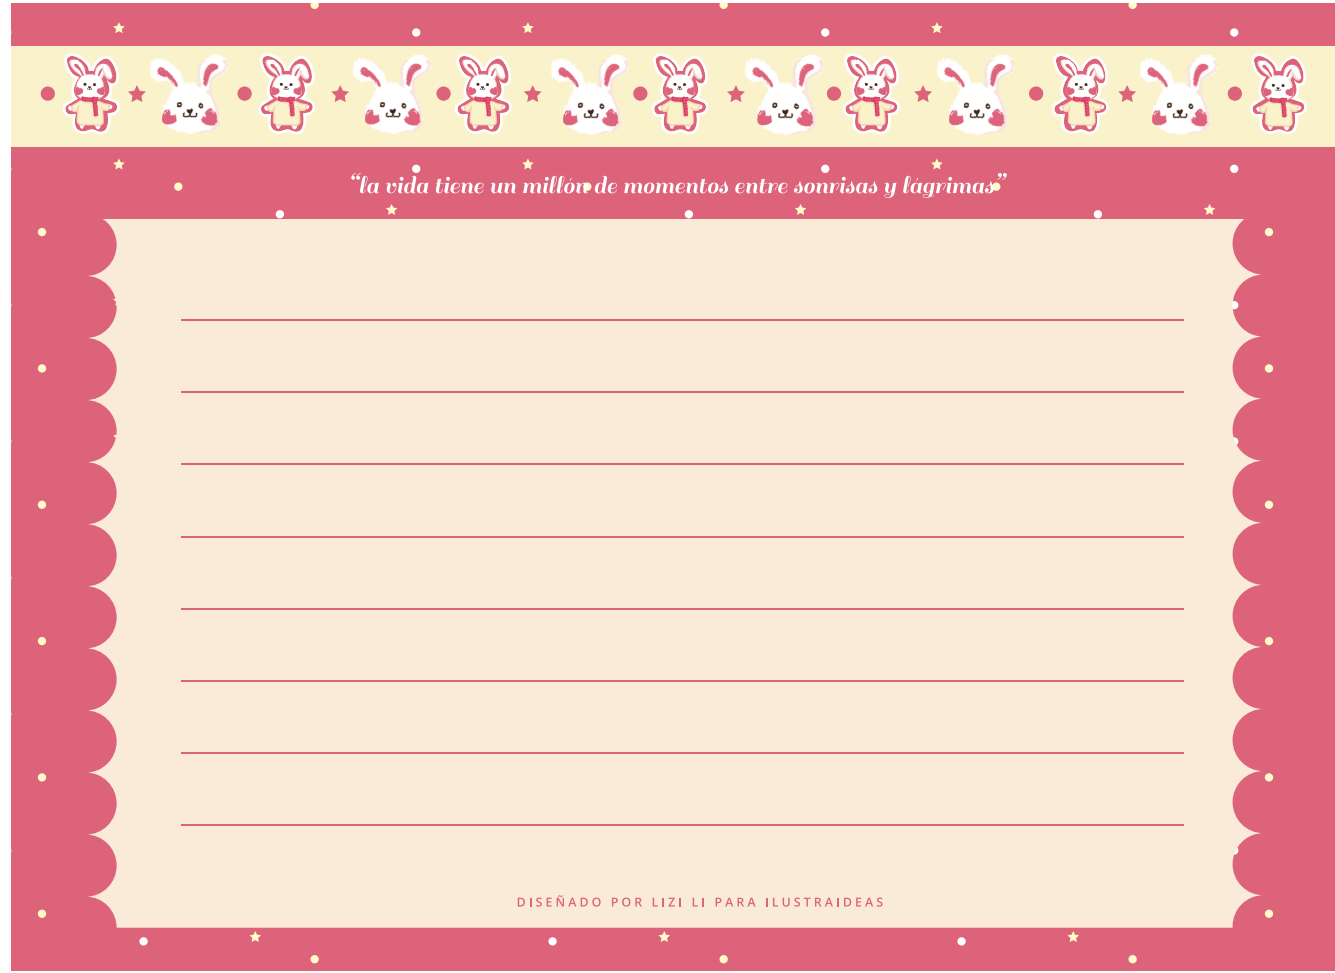 “la vida tiene un millón de momentos entre sonrisas y lágrimas”
DISEÑADO POR LIZI LI PARA ILUSTRAIDEAS